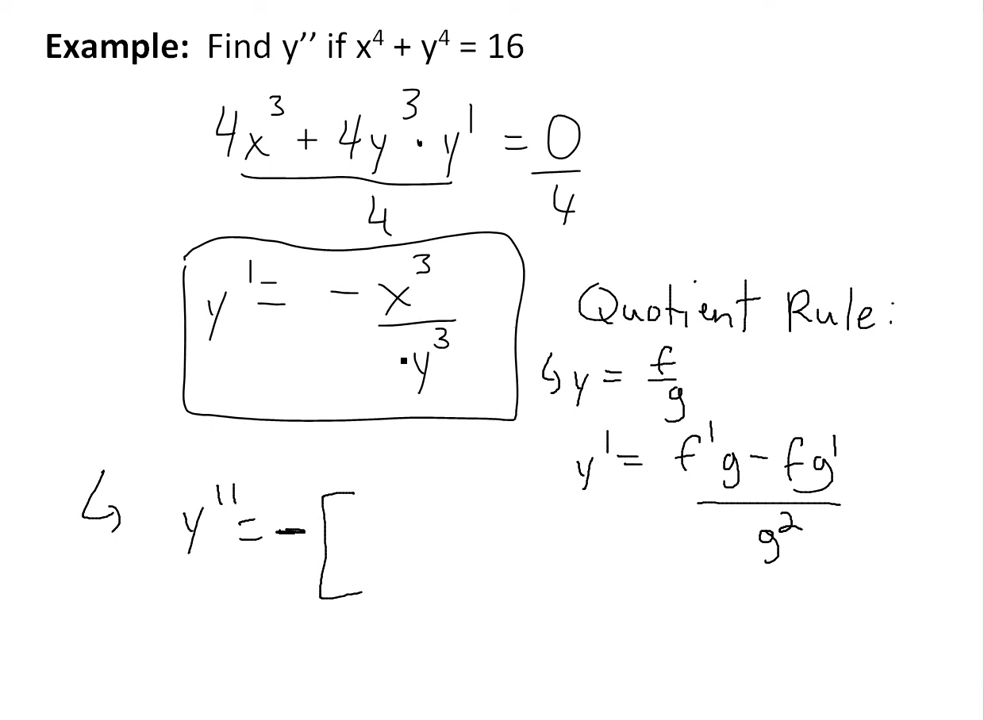 Example: Find y’’ if x⁴ + y⁴ = 16
4x³ + 4y³ · y' = 0
4 4
y' = - x³
· y³
Quotient Rule:
↳ y = f/g
y' = f'g - fg'
g²
↳ y'' = - [